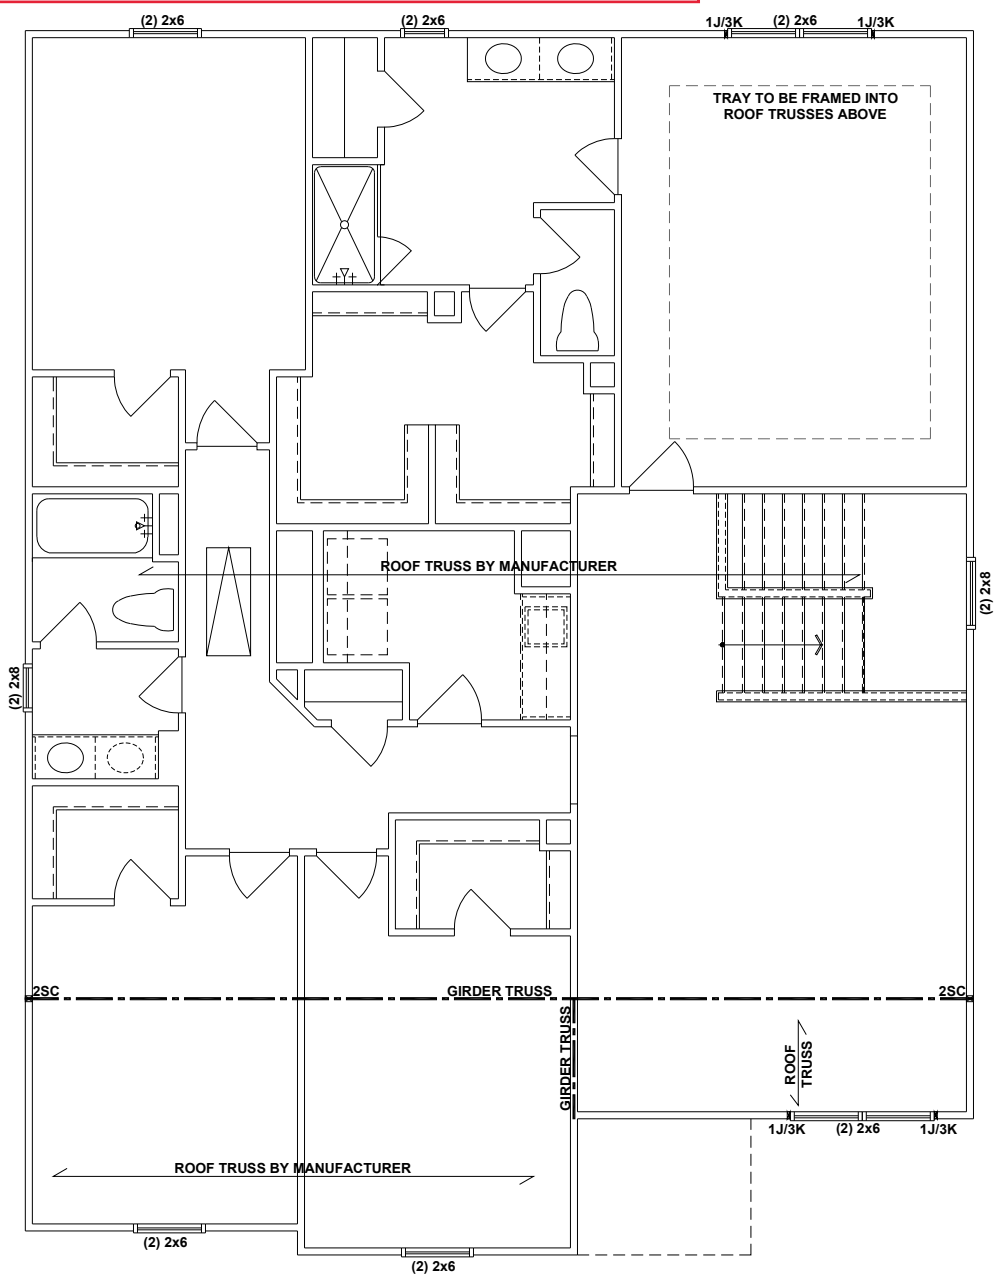 (2) 2x6
(2) 2x6
1J/3K
(2) 2x6
1J/3K
TRAY TO BE FRAMED INTO
ROOF TRUSSES ABOVE
ROOF TRUSS BY MANUFACTURER
(2) 2x8
(2) 2x8
2SC
GIRDER TRUSS
2SC
GIRDER TRUSS
ROOF
TRUSS
1J/3K
(2) 2x6
1J/3K
ROOF TRUSS BY MANUFACTURER
(2) 2x6
(2) 2x6